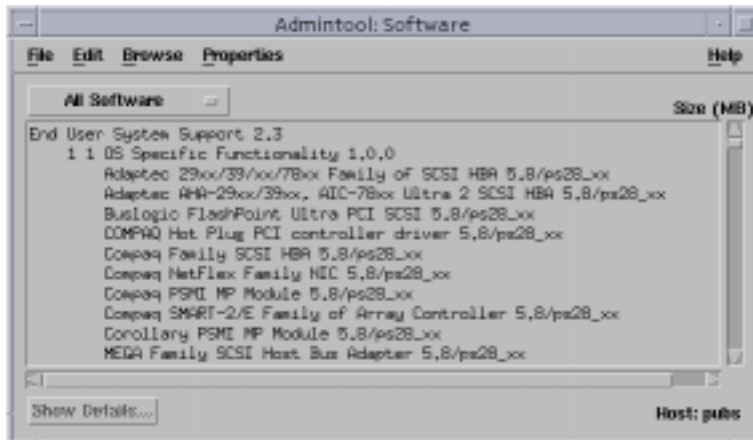 Admintool: Software
File Edit Browse Properties Help
All Software
Size (MB)
End User System Support 2.3
1 1 OS Specific Functionality 1.0.0
Adaptec 29xx/39/xx/78xx Family of SCSI HBA 5.8/ps28_xx
Adaptec AHA-29xx/39xx, AIC-78xx Ultra 2 SCSI HBA 5.8/ps28_xx
Buslogic FlashPoint Ultra PCI SCSI 5.8/ps28_xx
COMPAQ Hot Plug PCI controller driver 5.8/ps28_xx
Compaq Family SCSI HBA 5.8/ps28_xx
Compaq NetFlex Family NIC 5.8/ps28_xx
Compaq PSMI MP Module 5.8/ps28_xx
Compaq SMART-2/E Family of Array Controller 5.8/ps28_xx
Corollary PSMI MP Module 5.8/ps28_xx
MEGA Family SCSI Host Bus Adapter 5.8/ps28_xx
Show Details...
Host: pubs